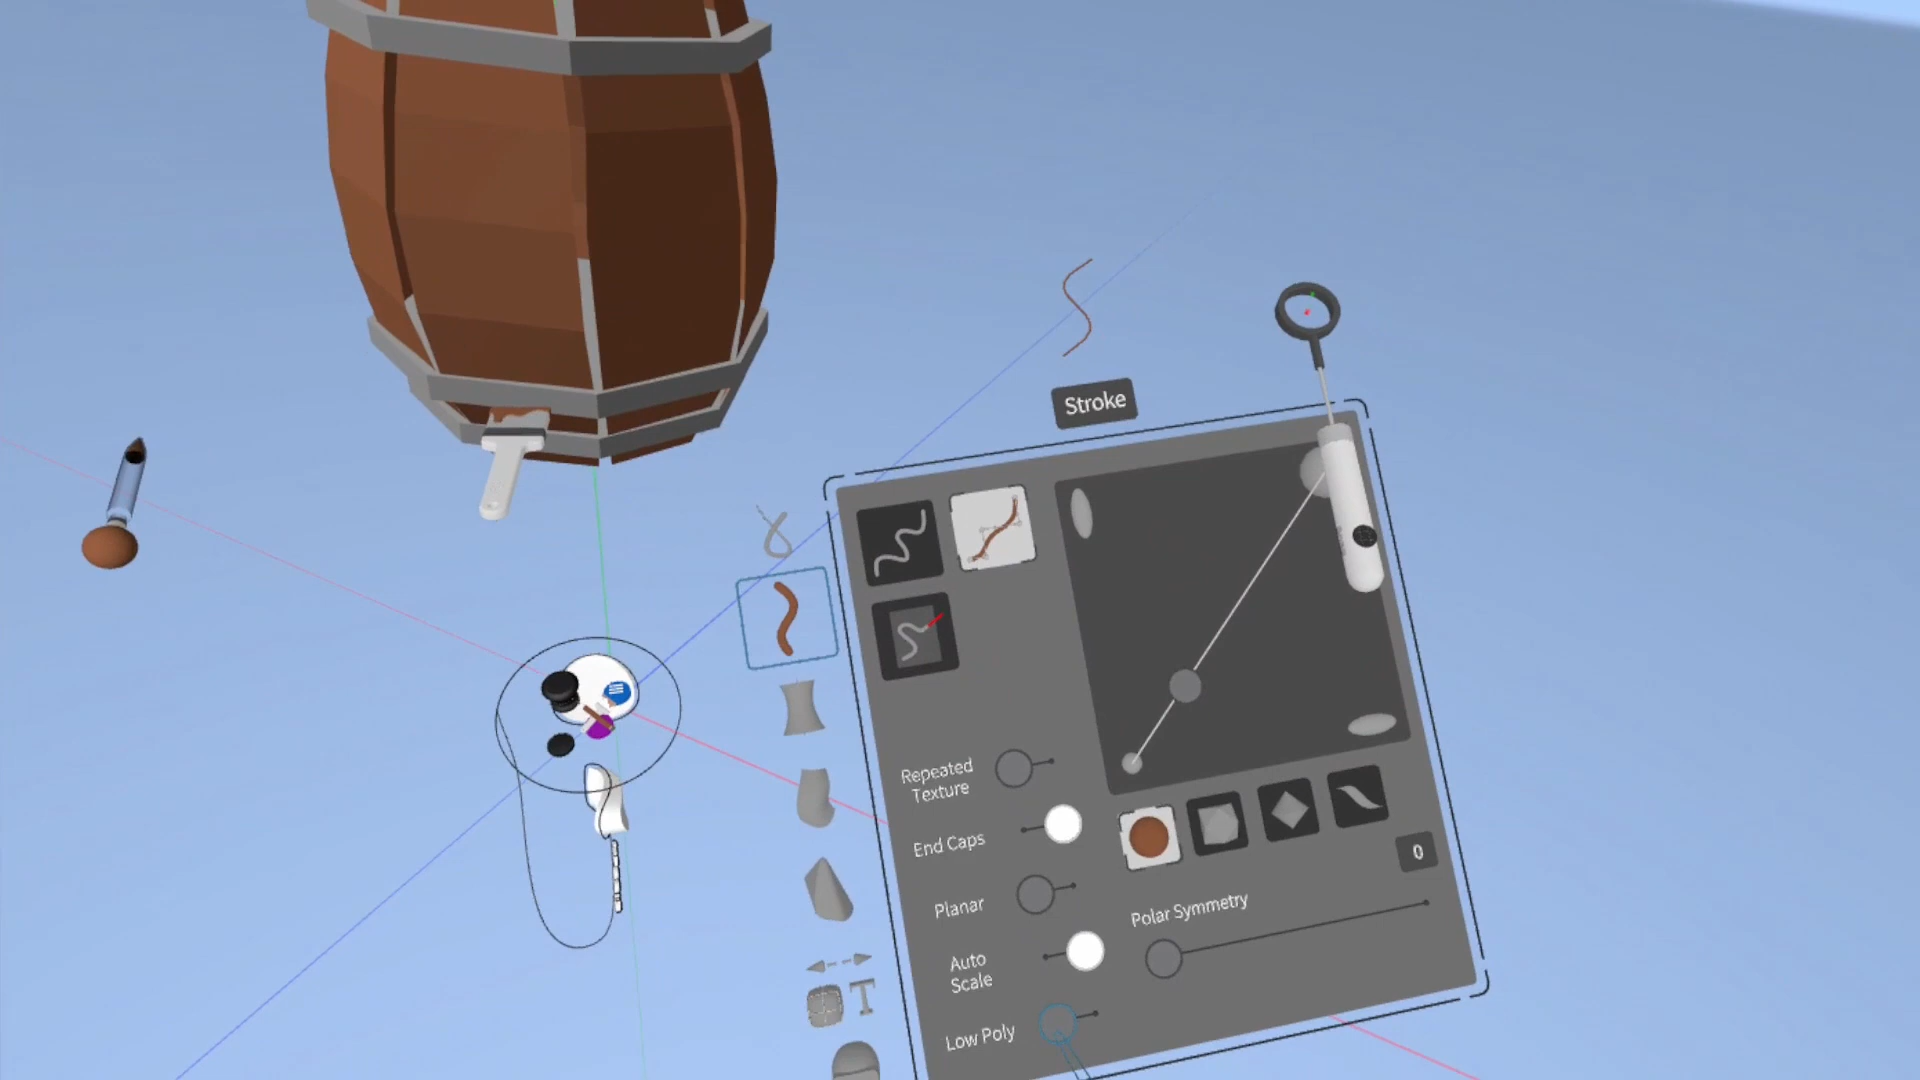 Stroke
Repeated
Texture
End Caps
Planar
0
Polar Symmetry
Auto
Scale
T
Low Poly